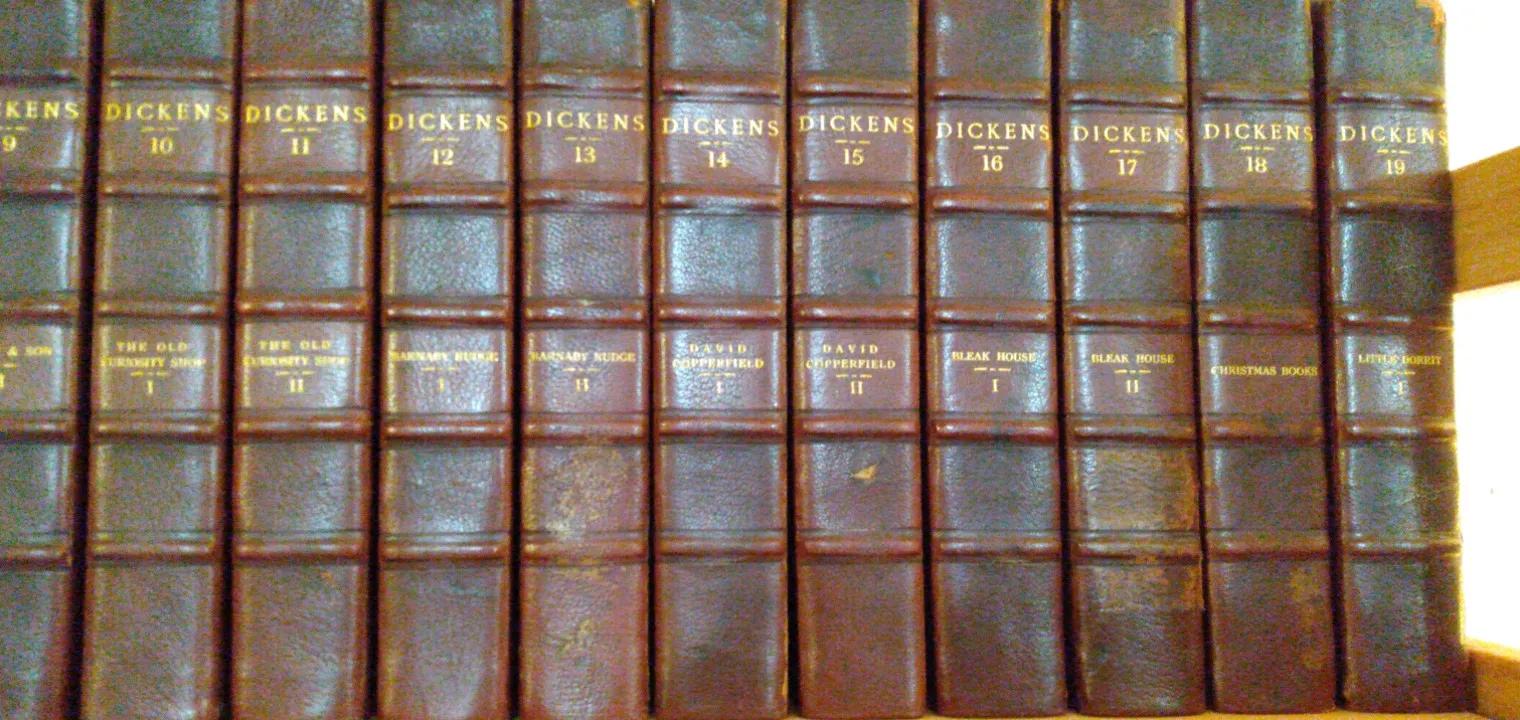 KENS
9
& SON
DICKENS
10
THE OLD
CURIOSITY SHOP
I
DICKENS
11
THE OLD
CURIOSITY SHOP
II
DICKENS
12
BARNABY RUDGE
I
DICKENS
13
BARNABY RUDGE
II
DICKENS
14
DAVID
COPPERFIELD
I
DICKENS
15
DAVID
COPPERFIELD
II
DICKENS
16
BLEAK HOUSE
I
DICKENS
17
BLEAK HOUSE
II
DICKENS
18
CHRISTMAS BOOKS
DICKENS
19
LITTLE DORRIT
I